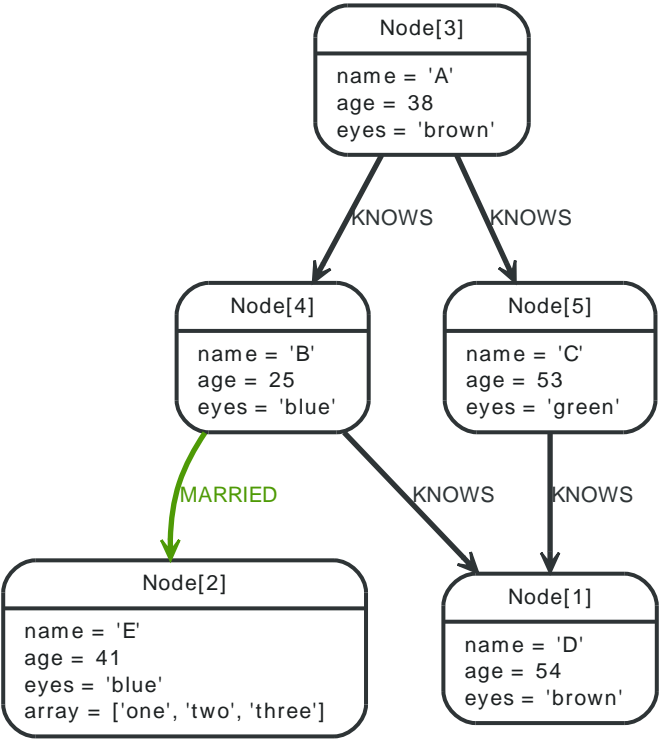 Node[3]
name = 'A'
age = 38
eyes = 'brown'
KNOWS
KNOWS
Node[4]
name = 'B'
age = 25
eyes = 'blue'
Node[5]
name = 'C'
age = 53
eyes = 'green'
MARRIED
KNOWS
KNOWS
Node[2]
name = 'E'
age = 41
eyes = 'blue'
array = ['one', 'two', 'three']
Node[1]
name = 'D'
age = 54
eyes = 'brown'